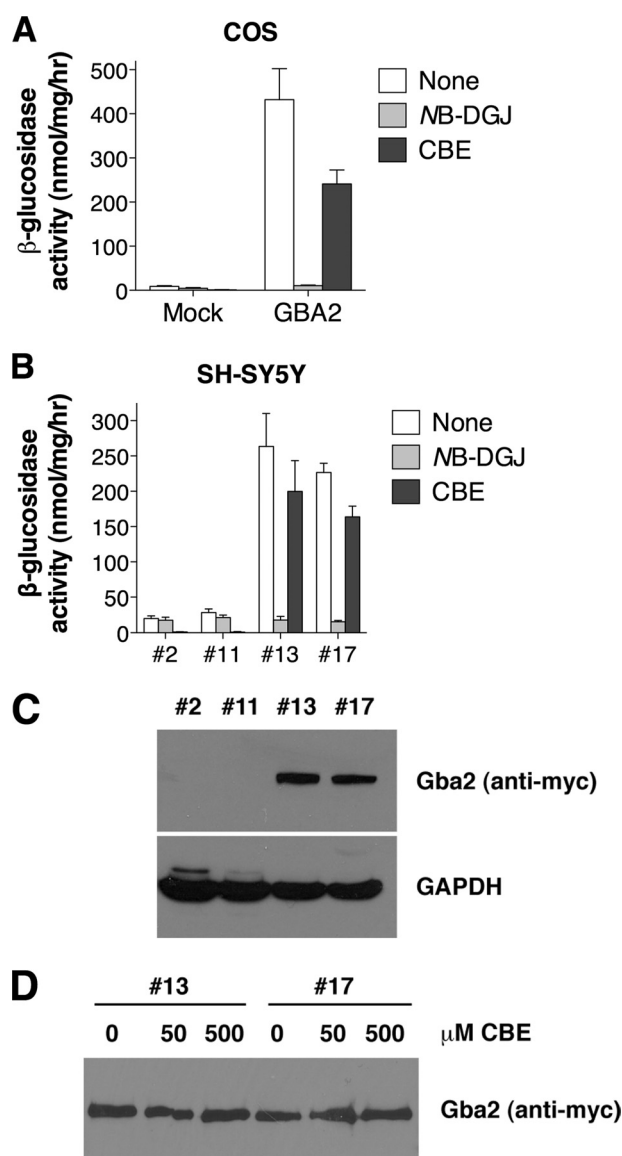 A
COS
β-glucosidase
activity (nmol/mg/hr)
500
400
300
200
100
0
Mock
GBA2
None
NB-DGJ
CBE
B
SH-SY5Y
β-glucosidase
activity (nmol/mg/hr)
300
250
200
150
100
50
0
#2 #11 #13 #17
None
NB-DGJ
CBE
C
#2 #11 #13 #17
Gba2 (anti-myc)
GAPDH
D
#13 #17
0 50 500 0 50 500 μM CBE
Gba2 (anti-myc)